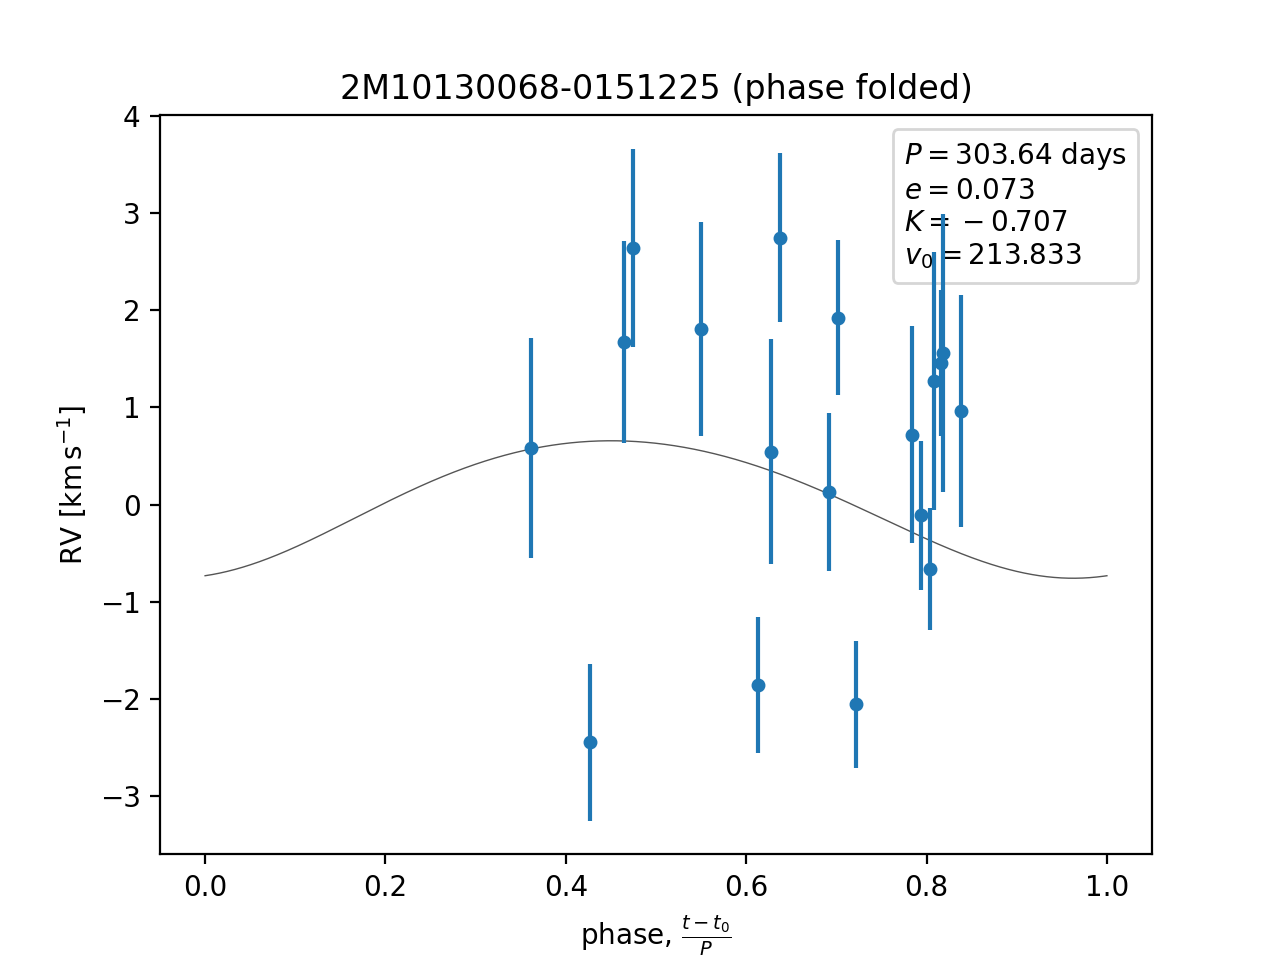 2M10130068-0151225 (phase folded)
P = 303.64 days
e = 0.073
K = −0.707
v₀ = 213.833
RV [km s⁻¹]
4
3
2
1
0
−1
−2
−3
0.0 0.2 0.4 0.6 0.8 1.0
phase, (t − t₀)/P